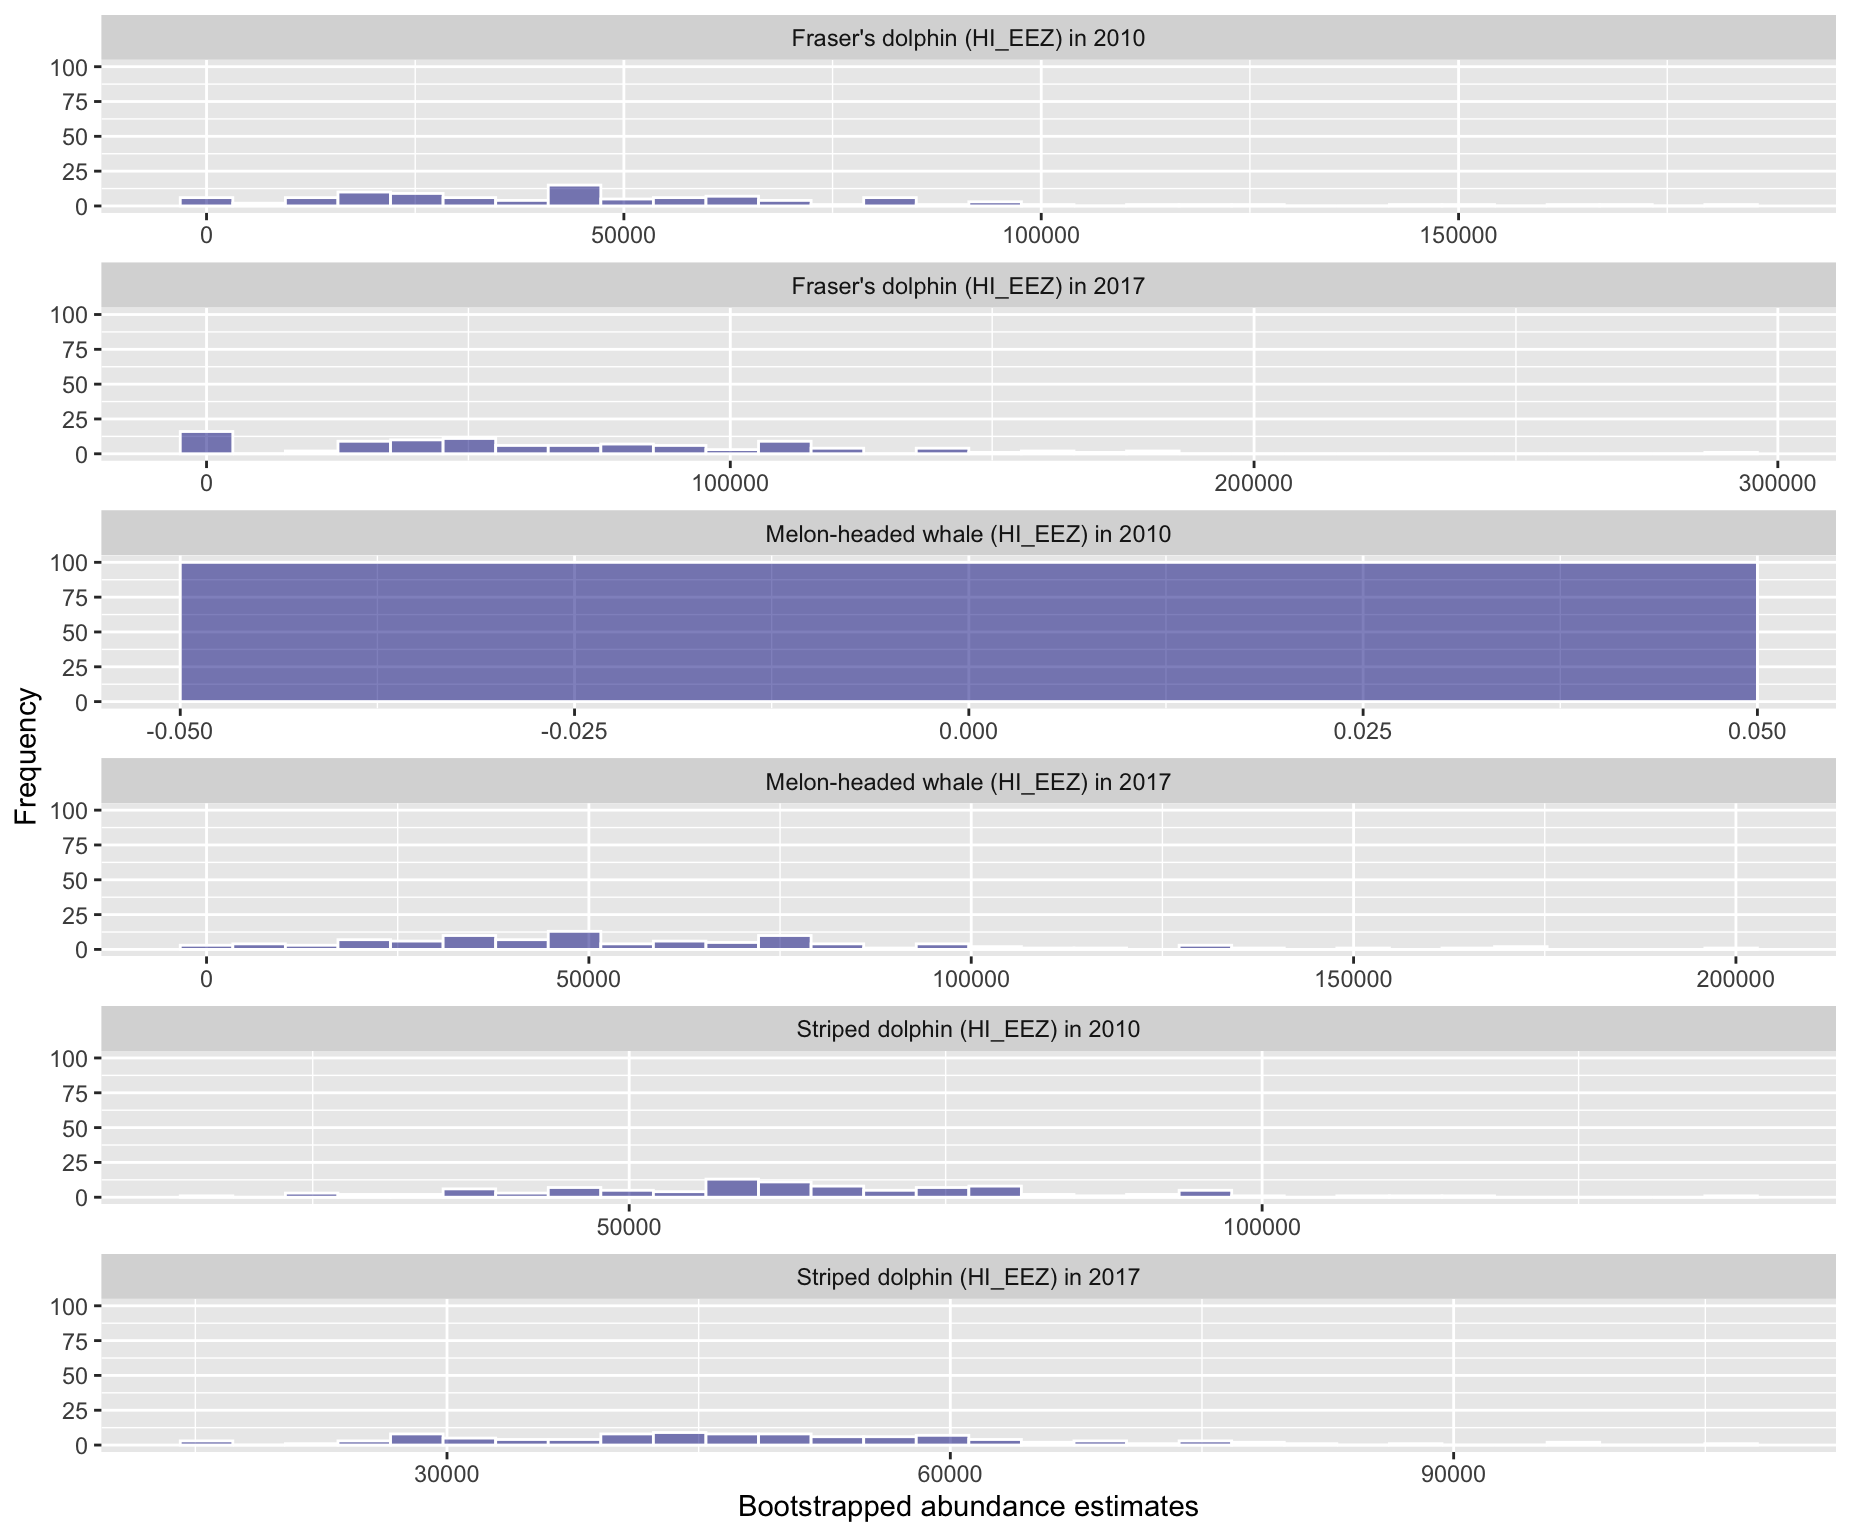 Fraser's dolphin (HI_EEZ) in 2010
100
75
50
25
0
0 50000 100000 150000
Fraser's dolphin (HI_EEZ) in 2017
100
75
50
25
0
0 100000 200000 300000
Melon-headed whale (HI_EEZ) in 2010
100
75
50
25
0
-0.050 -0.025 0.000 0.025 0.050
Frequency
Melon-headed whale (HI_EEZ) in 2017
100
75
50
25
0
0 50000 100000 150000 200000
Striped dolphin (HI_EEZ) in 2010
100
75
50
25
0
50000 100000
Striped dolphin (HI_EEZ) in 2017
100
75
50
25
0
30000 60000 90000
Bootstrapped abundance estimates